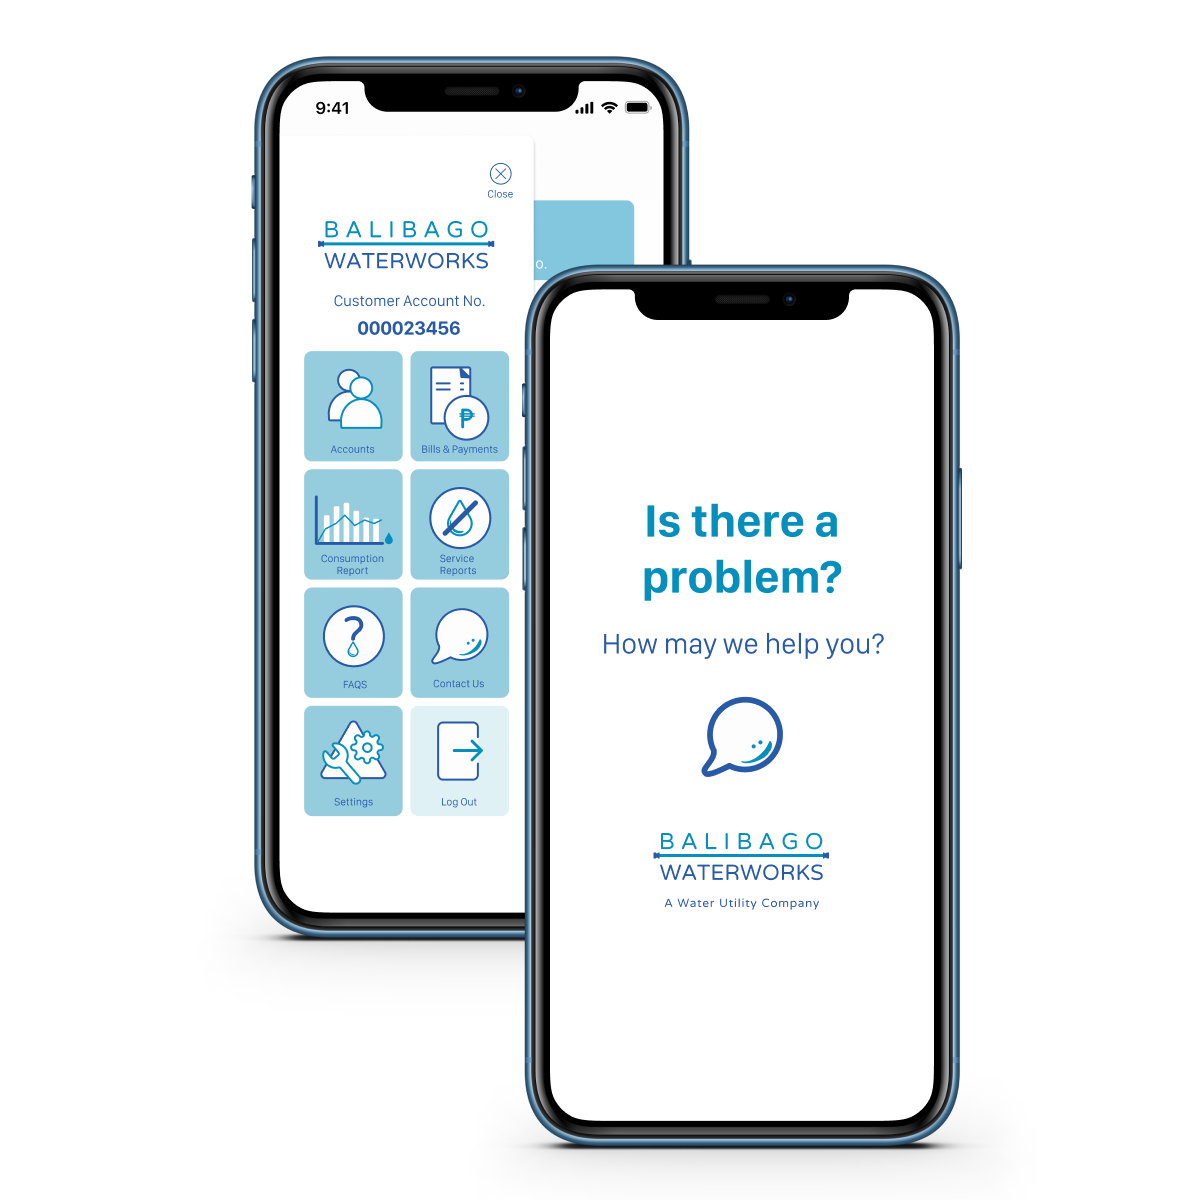 9:41
Close
BALIBAGO
WATERWORKS
Customer Account No.
000023456
Accounts
₱
Bills & Payments
Consumption
Report
Service
Reports
?
FAQS
Contact Us
Settings
Log Out
o.
Is there a
problem?
How may we help you?
BALIBAGO
WATERWORKS
A Water Utility Company